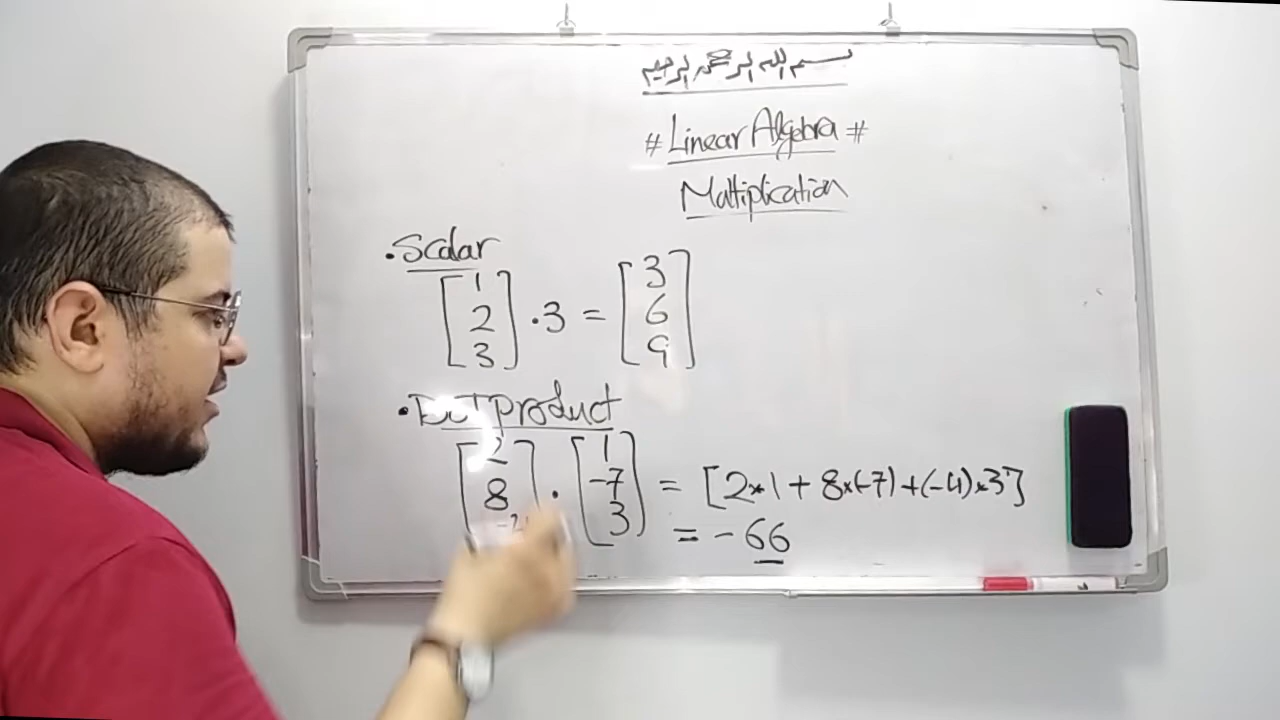 بسم الله الرحمن الرحيم
# Linear Algebra #
Multiplication
• Scalar
[1 2 3] . 3 = [3 6 9]
• Dot product
[2 8 -4] . [1 -7 3] = [2*1 + 8*(-7) + (-4)*3]
= -66